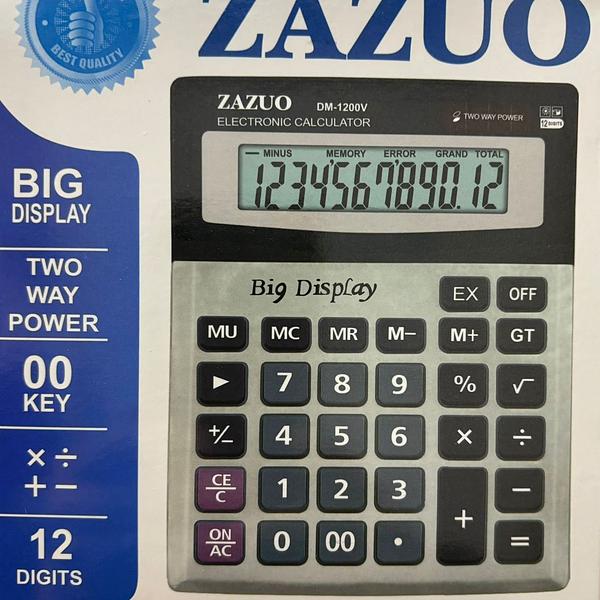 BEST QUALITY
ZAZUO
ZAZUO DM-1200V
ELECTRONIC CALCULATOR
TWO WAY POWER
12 DIGITS
MINUS MEMORY ERROR GRAND TOTAL
1234567890.12
BIG
DISPLAY
TWO
WAY
POWER
00
KEY
× ÷
+ −
12
DIGITS
Big Display
EX OFF
MU MC MR M− M+ GT
▶ 7 8 9 % √
+/− 4 5 6 × ÷
CE/C 1 2 3 −
ON/AC 0 00 • + =